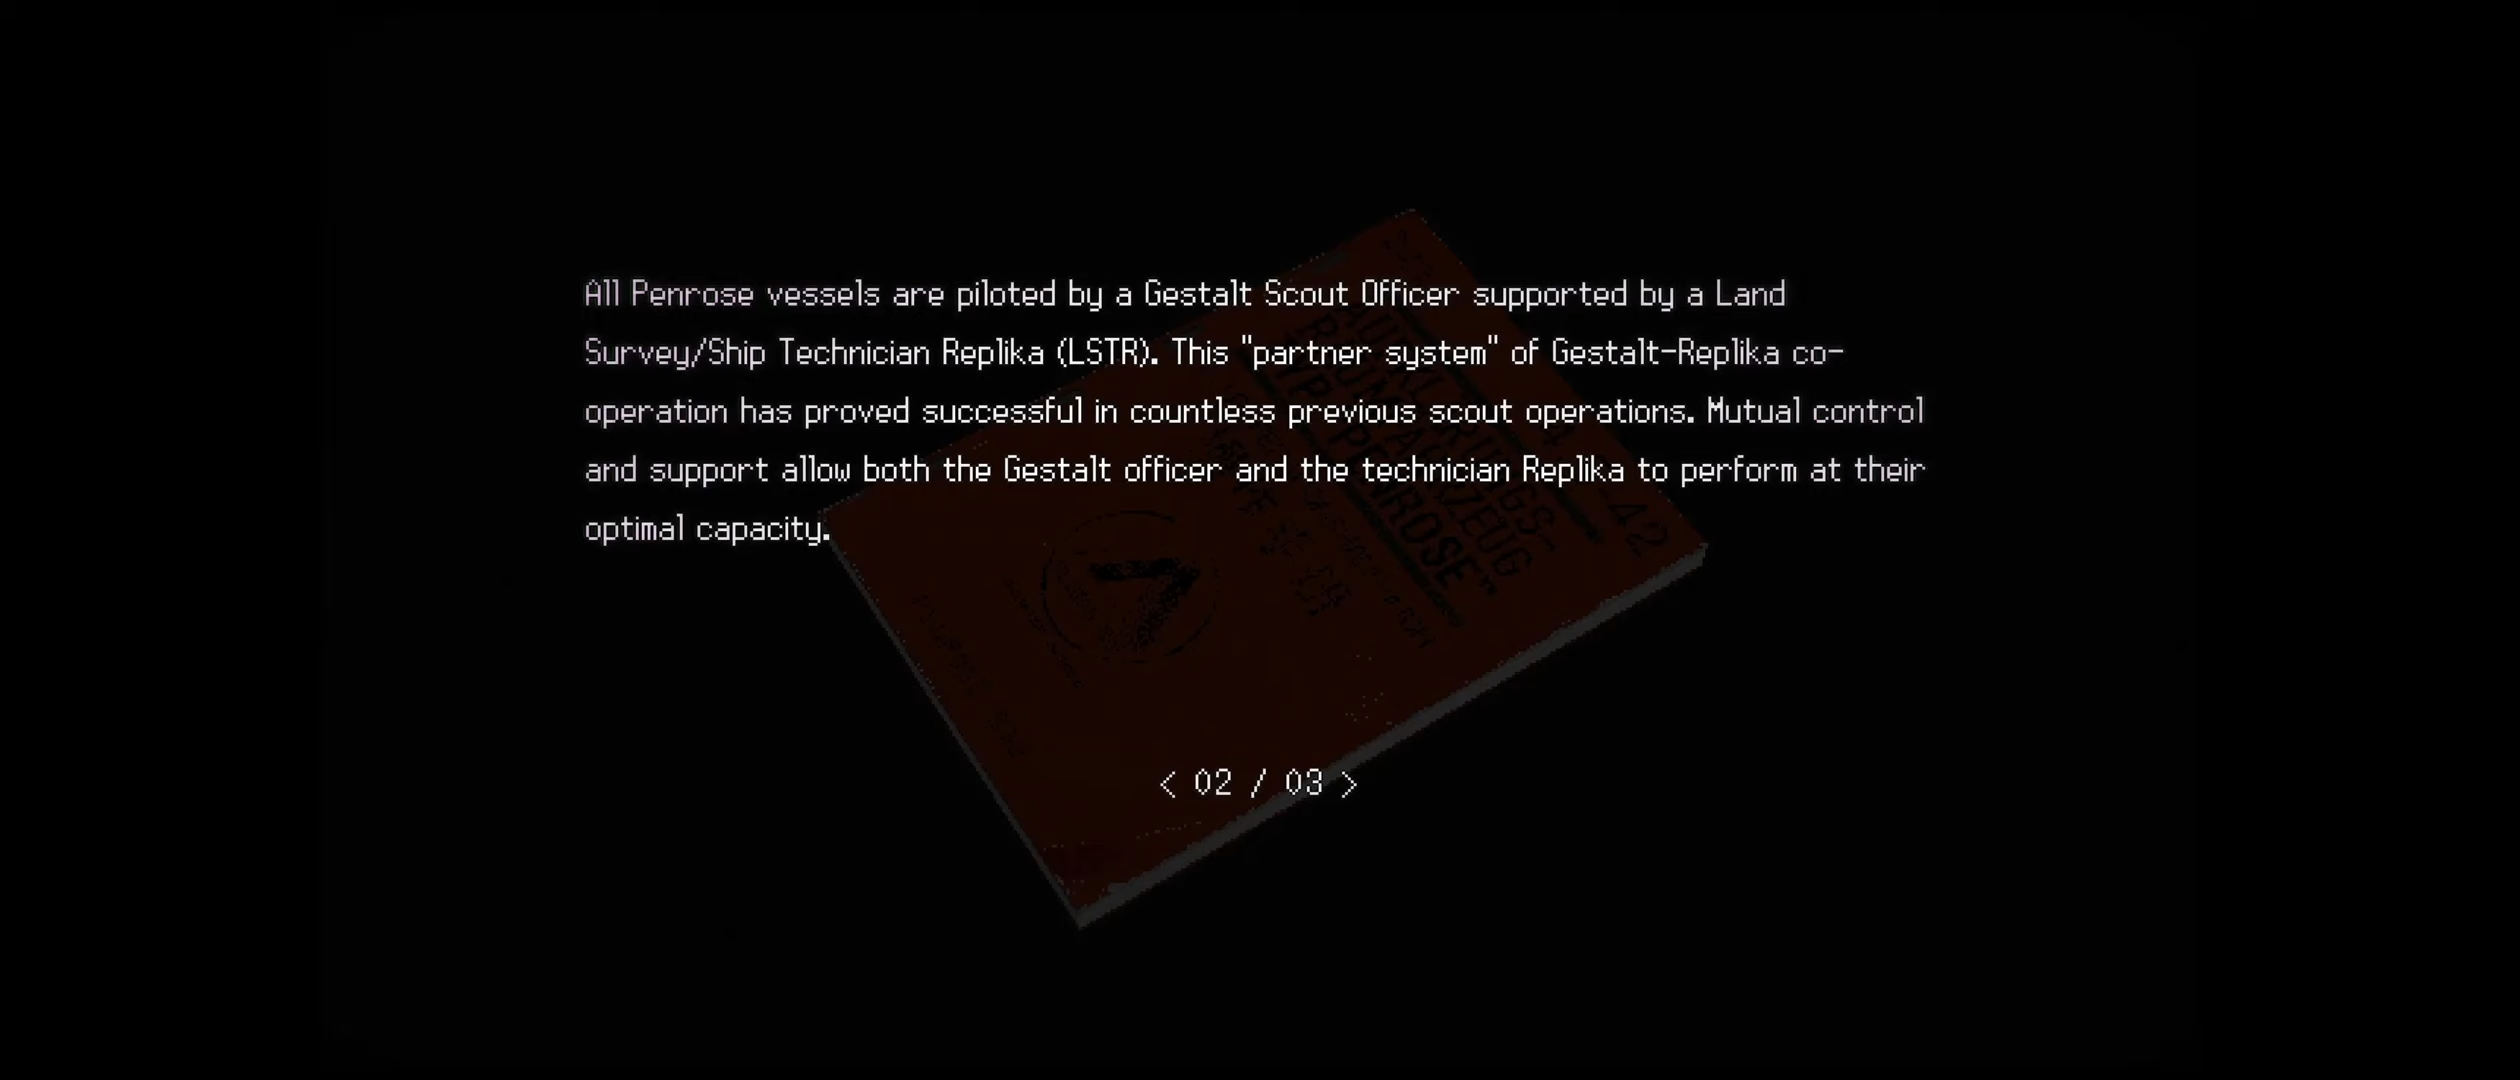 All Penrose vessels are piloted by a Gestalt Scout Officer supported by a Land
Survey/Ship Technician Replika (LSTR). This "partner system" of Gestalt-Replika co-
operation has proved successful in countless previous scout operations. Mutual control
and support allow both the Gestalt officer and the technician Replika to perform at their
optimal capacity.
PENROSE"
< 02 / 03 >